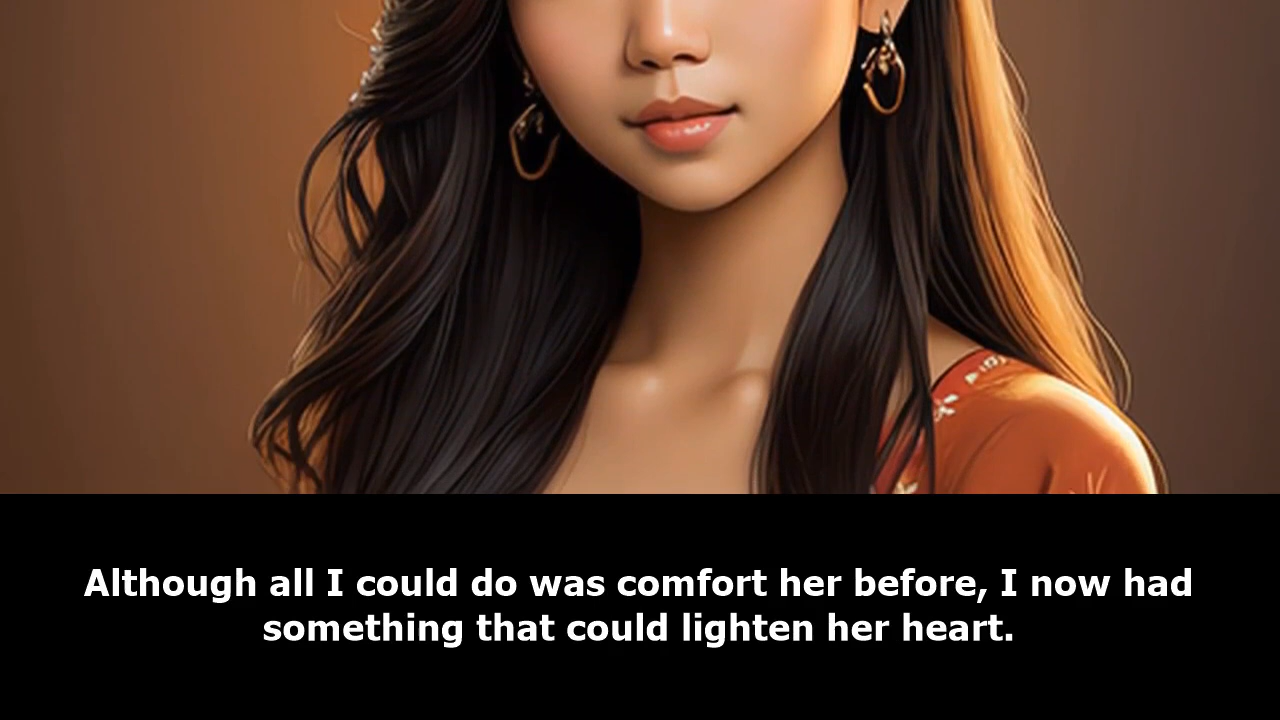 Although all I could do was comfort her before, I now had
something that could lighten her heart.